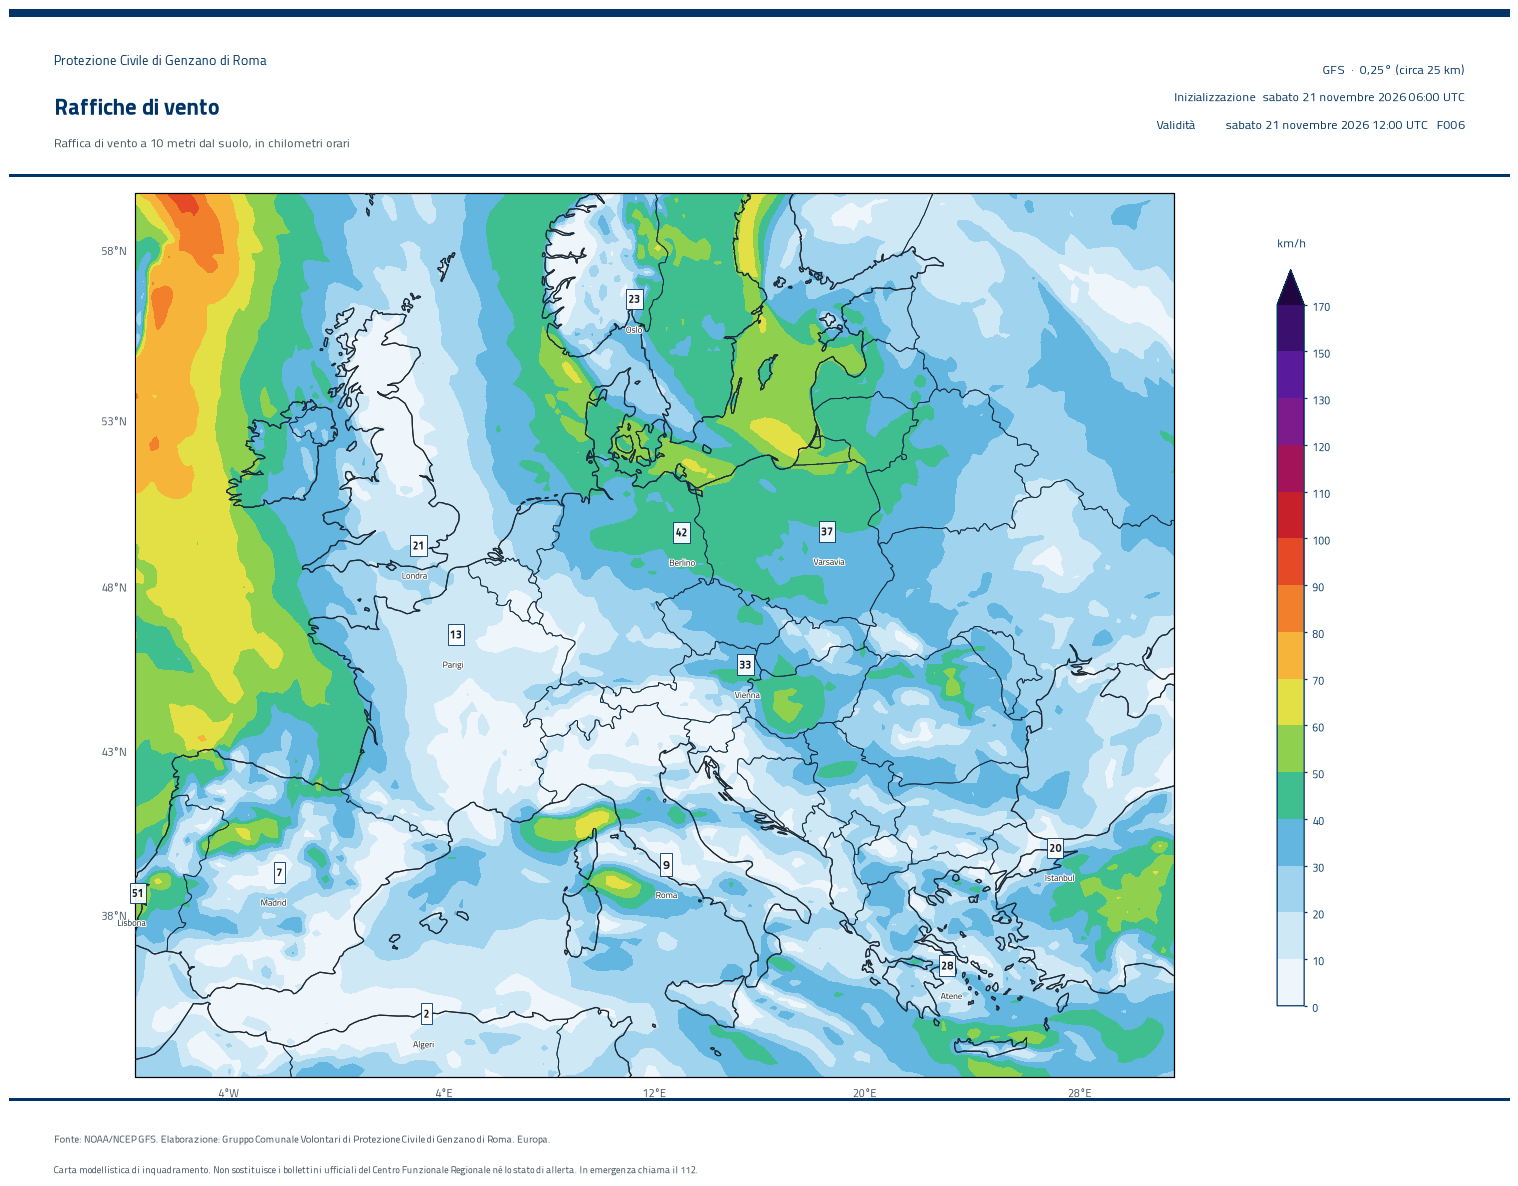 Protezione Civile di Genzano di Roma
Raffiche di vento
Raffica di vento a 10 metri dal suolo, in chilometri orari
GFS · 0,25° (circa 25 km)
Inizializzazione sabato 21 novembre 2026 06:00 UTC
Validità sabato 21 novembre 2026 12:00 UTC F006
km/h
170
150
130
120
110
100
90
80
70
60
50
40
30
20
10
0
58°N
53°N
48°N
43°N
38°N
4°W
4°E
12°E
20°E
28°E
23
Oslo
21
Londra
42
Berlino
37
Varsavia
13
Parigi
33
Vienna
7
Madrid
51
Lisbona
9
Roma
20
Istanbul
28
Atene
2
Algeri
Fonte: NOAA/NCEP GFS. Elaborazione: Gruppo Comunale Volontari di Protezione Civile di Genzano di Roma. Europa.
Carta modellistica di inquadramento. Non sostituisce i bollettini ufficiali del Centro Funzionale Regionale né lo stato di allerta. In emergenza chiama il 112.